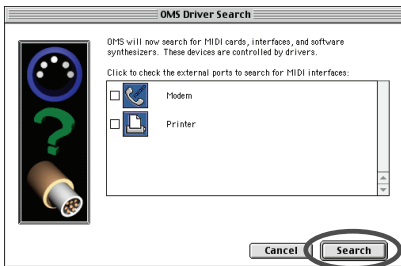 OMS Driver Search
OMS will now search for MIDI cards, interfaces, and software
synthesizers. These devices are controlled by drivers.
Click to check the external ports to search for MIDI interfaces:
Modem
Printer
Cancel
Search